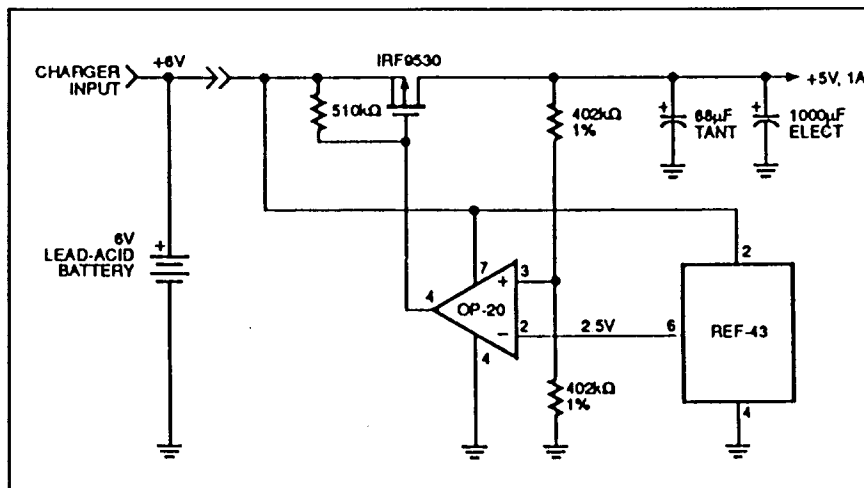 IRF9530
+6V
CHARGER
INPUT
+5V, 1A
510kΩ
402kΩ
1%
68µF
TANT
1000µF
ELECT
6V
LEAD-ACID
BATTERY
+
+
+
7
2
4
+
3
OP-20
−
2
2 5V
6
REF-43
4
402kΩ
1%
4